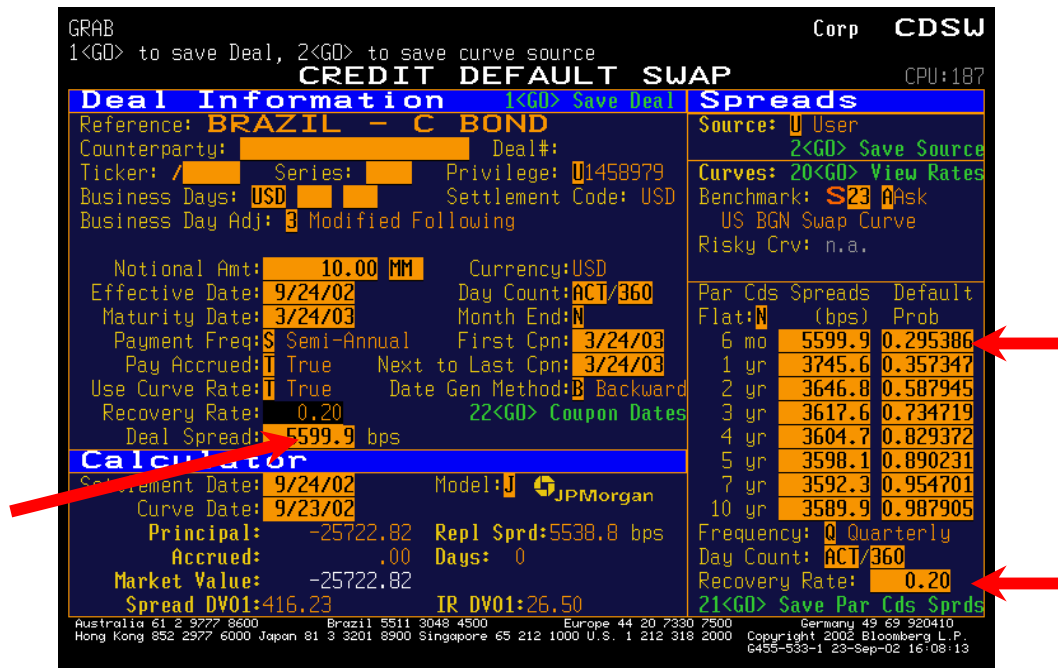 GRAB Corp CDSW
1<GO> to save Deal, 2<GO> to save curve source
CREDIT DEFAULT SWAP CPU:187
Deal Information 1<GO> Save Deal
Reference: BRAZIL - C BOND
Counterparty: Deal#:
Ticker: / Series: Privilege: U1458979
Business Days: USD Settlement Code: USD
Business Day Adj: 3 Modified Following
Notional Amt: 10.00 MM Currency:USD
Effective Date: 9/24/02 Day Count:ACT/360
Maturity Date: 3/24/03 Month End:N
Payment Freq:S Semi-Annual First Cpn: 3/24/03
Pay Accrued:T True Next to Last Cpn: 3/24/03
Use Curve Rate:T True Date Gen Method:B Backward
Recovery Rate: 0.20 22<GO> Coupon Dates
Deal Spread: 5599.9 bps
Calculator
Settlement Date: 9/24/02 Model:J JPMorgan
Curve Date: 9/23/02
Principal: -25722.82 Repl Sprd:5538.8 bps
Accrued: .00 Days: 0
Market Value: -25722.82
Spread DV01:416.23 IR DV01:26.50
Spreads
Source: U User
2<GO> Save Source
Curves: 20<GO> View Rates
Benchmark: S23 AAsk
US BGN Swap Curve
Risky Crv: n.a.
Par Cds Spreads Default
Flat:N (bps) Prob
6 mo 5599.9 0.295386
1 yr 3745.6 0.357347
2 yr 3646.8 0.587945
3 yr 3617.6 0.734719
4 yr 3604.7 0.829372
5 yr 3598.1 0.890231
7 yr 3592.3 0.954701
10 yr 3589.9 0.987905
Frequency: Q Quarterly
Day Count: ACT/360
Recovery Rate: 0.20
21<GO> Save Par Cds Sprds
Australia 61 2 9777 8600 Brazil 5511 3048 4500 Europe 44 20 7330 7500 Germany 49 69 920410
Hong Kong 852 2977 6000 Japan 81 3 3201 8900 Singapore 65 212 1000 U.S. 1 212 318 2000 Copyright 2002 Bloomberg L.P.
G455-533-1 23-Sep-02 16:08:13